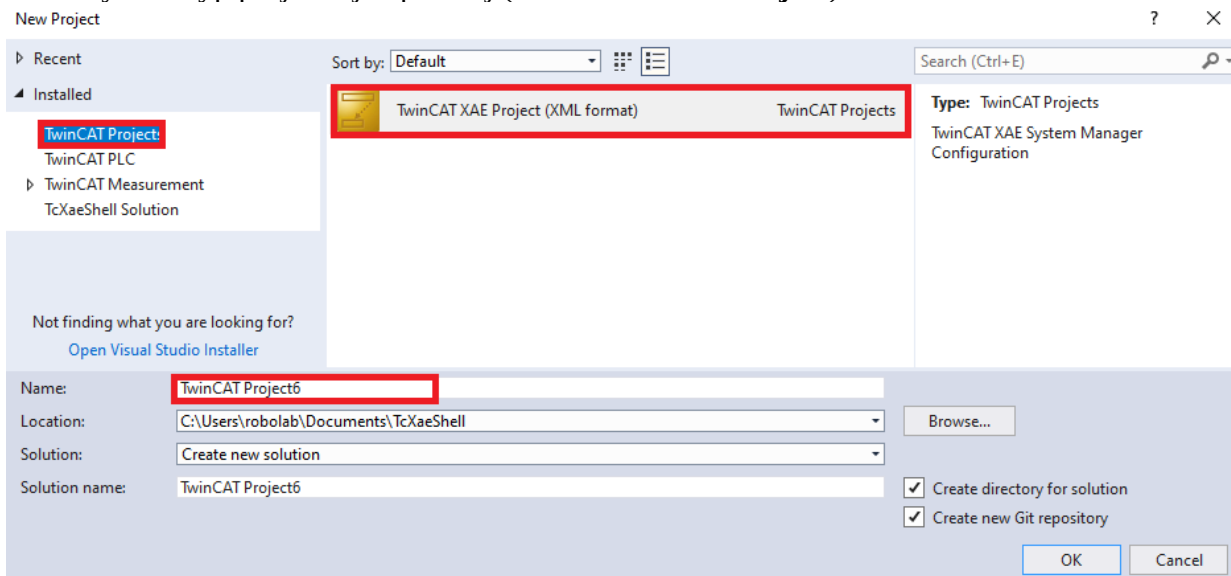 New Project ? ×
Recent
Installed
TwinCAT Projects
TwinCAT PLC
TwinCAT Measurement
TcXaeShell Solution
Not finding what you are looking for?
Open Visual Studio Installer
Sort by: Default
TwinCAT XAE Project (XML format) TwinCAT Projects
Search (Ctrl+E)
Type: TwinCAT Projects
TwinCAT XAE System Manager
Configuration
Name: TwinCAT Project6
Location: C:\Users\robolab\Documents\TcXaeShell
Browse...
Solution: Create new solution
Solution name: TwinCAT Project6
Create directory for solution
Create new Git repository
OK Cancel